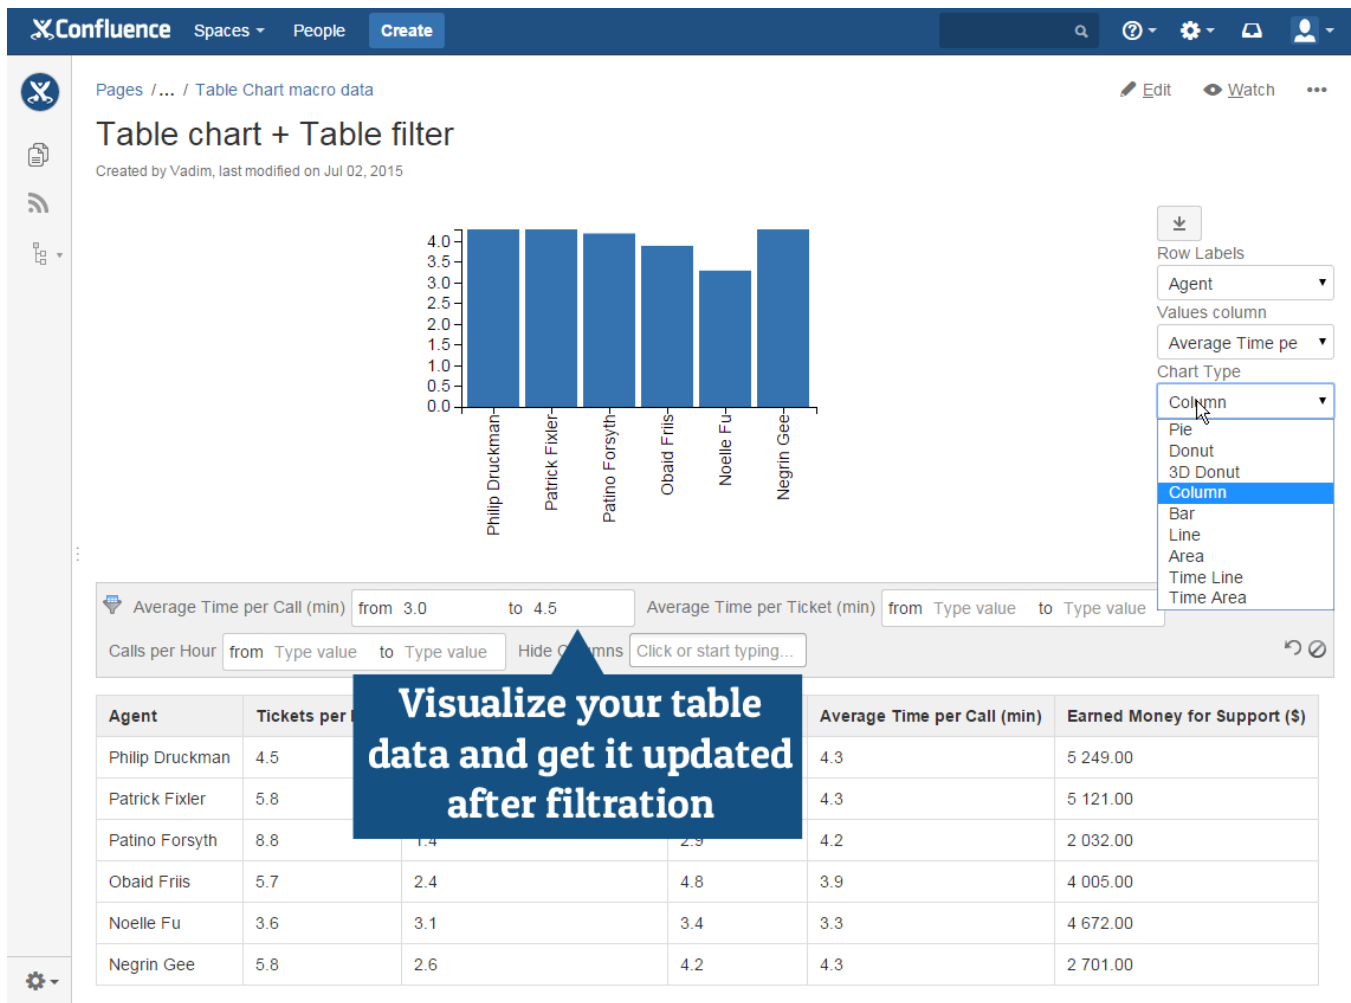 Confluence Spaces People Create
Pages / ... / Table Chart macro data
Edit Watch
Table chart + Table filter
Created by Vadim, last modified on Jul 02, 2015
4.0
3.5
3.0
2.5
2.0
1.5
1.0
0.5
0.0
Philip Druckman
Patrick Fixler
Patino Forsyth
Obaid Friis
Noelle Fu
Negrin Gee
Row Labels
Agent
Values column
Average Time pe
Chart Type
Column
Pie
Donut
3D Donut
Column
Bar
Line
Area
Time Line
Time Area
Average Time per Call (min) from 3.0 to 4.5 Average Time per Ticket (min) from Type value to Type value
Calls per Hour from Type value to Type value Hide Columns Click or start typing...
Visualize your table
data and get it updated
after filtration
Agent Tickets per Average Time per Call (min) Earned Money for Support ($)
Philip Druckman 4.5 4.3 5 249.00
Patrick Fixler 5.8 4.3 5 121.00
Patino Forsyth 8.8 1.4 2.9 4.2 2 032.00
Obaid Friis 5.7 2.4 4.8 3.9 4 005.00
Noelle Fu 3.6 3.1 3.4 3.3 4 672.00
Negrin Gee 5.8 2.6 4.2 4.3 2 701.00